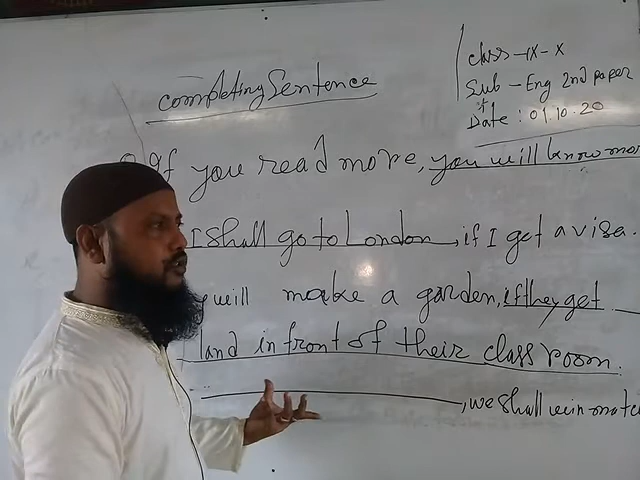 Completing Sentence
Class - IX - X
Sub - Eng 2nd paper
Date : 01.10.20
If you read more, you will know mor
I shall go to London, if I get a visa.
will make a garden, if they get
land in front of their class room.
, we shall win